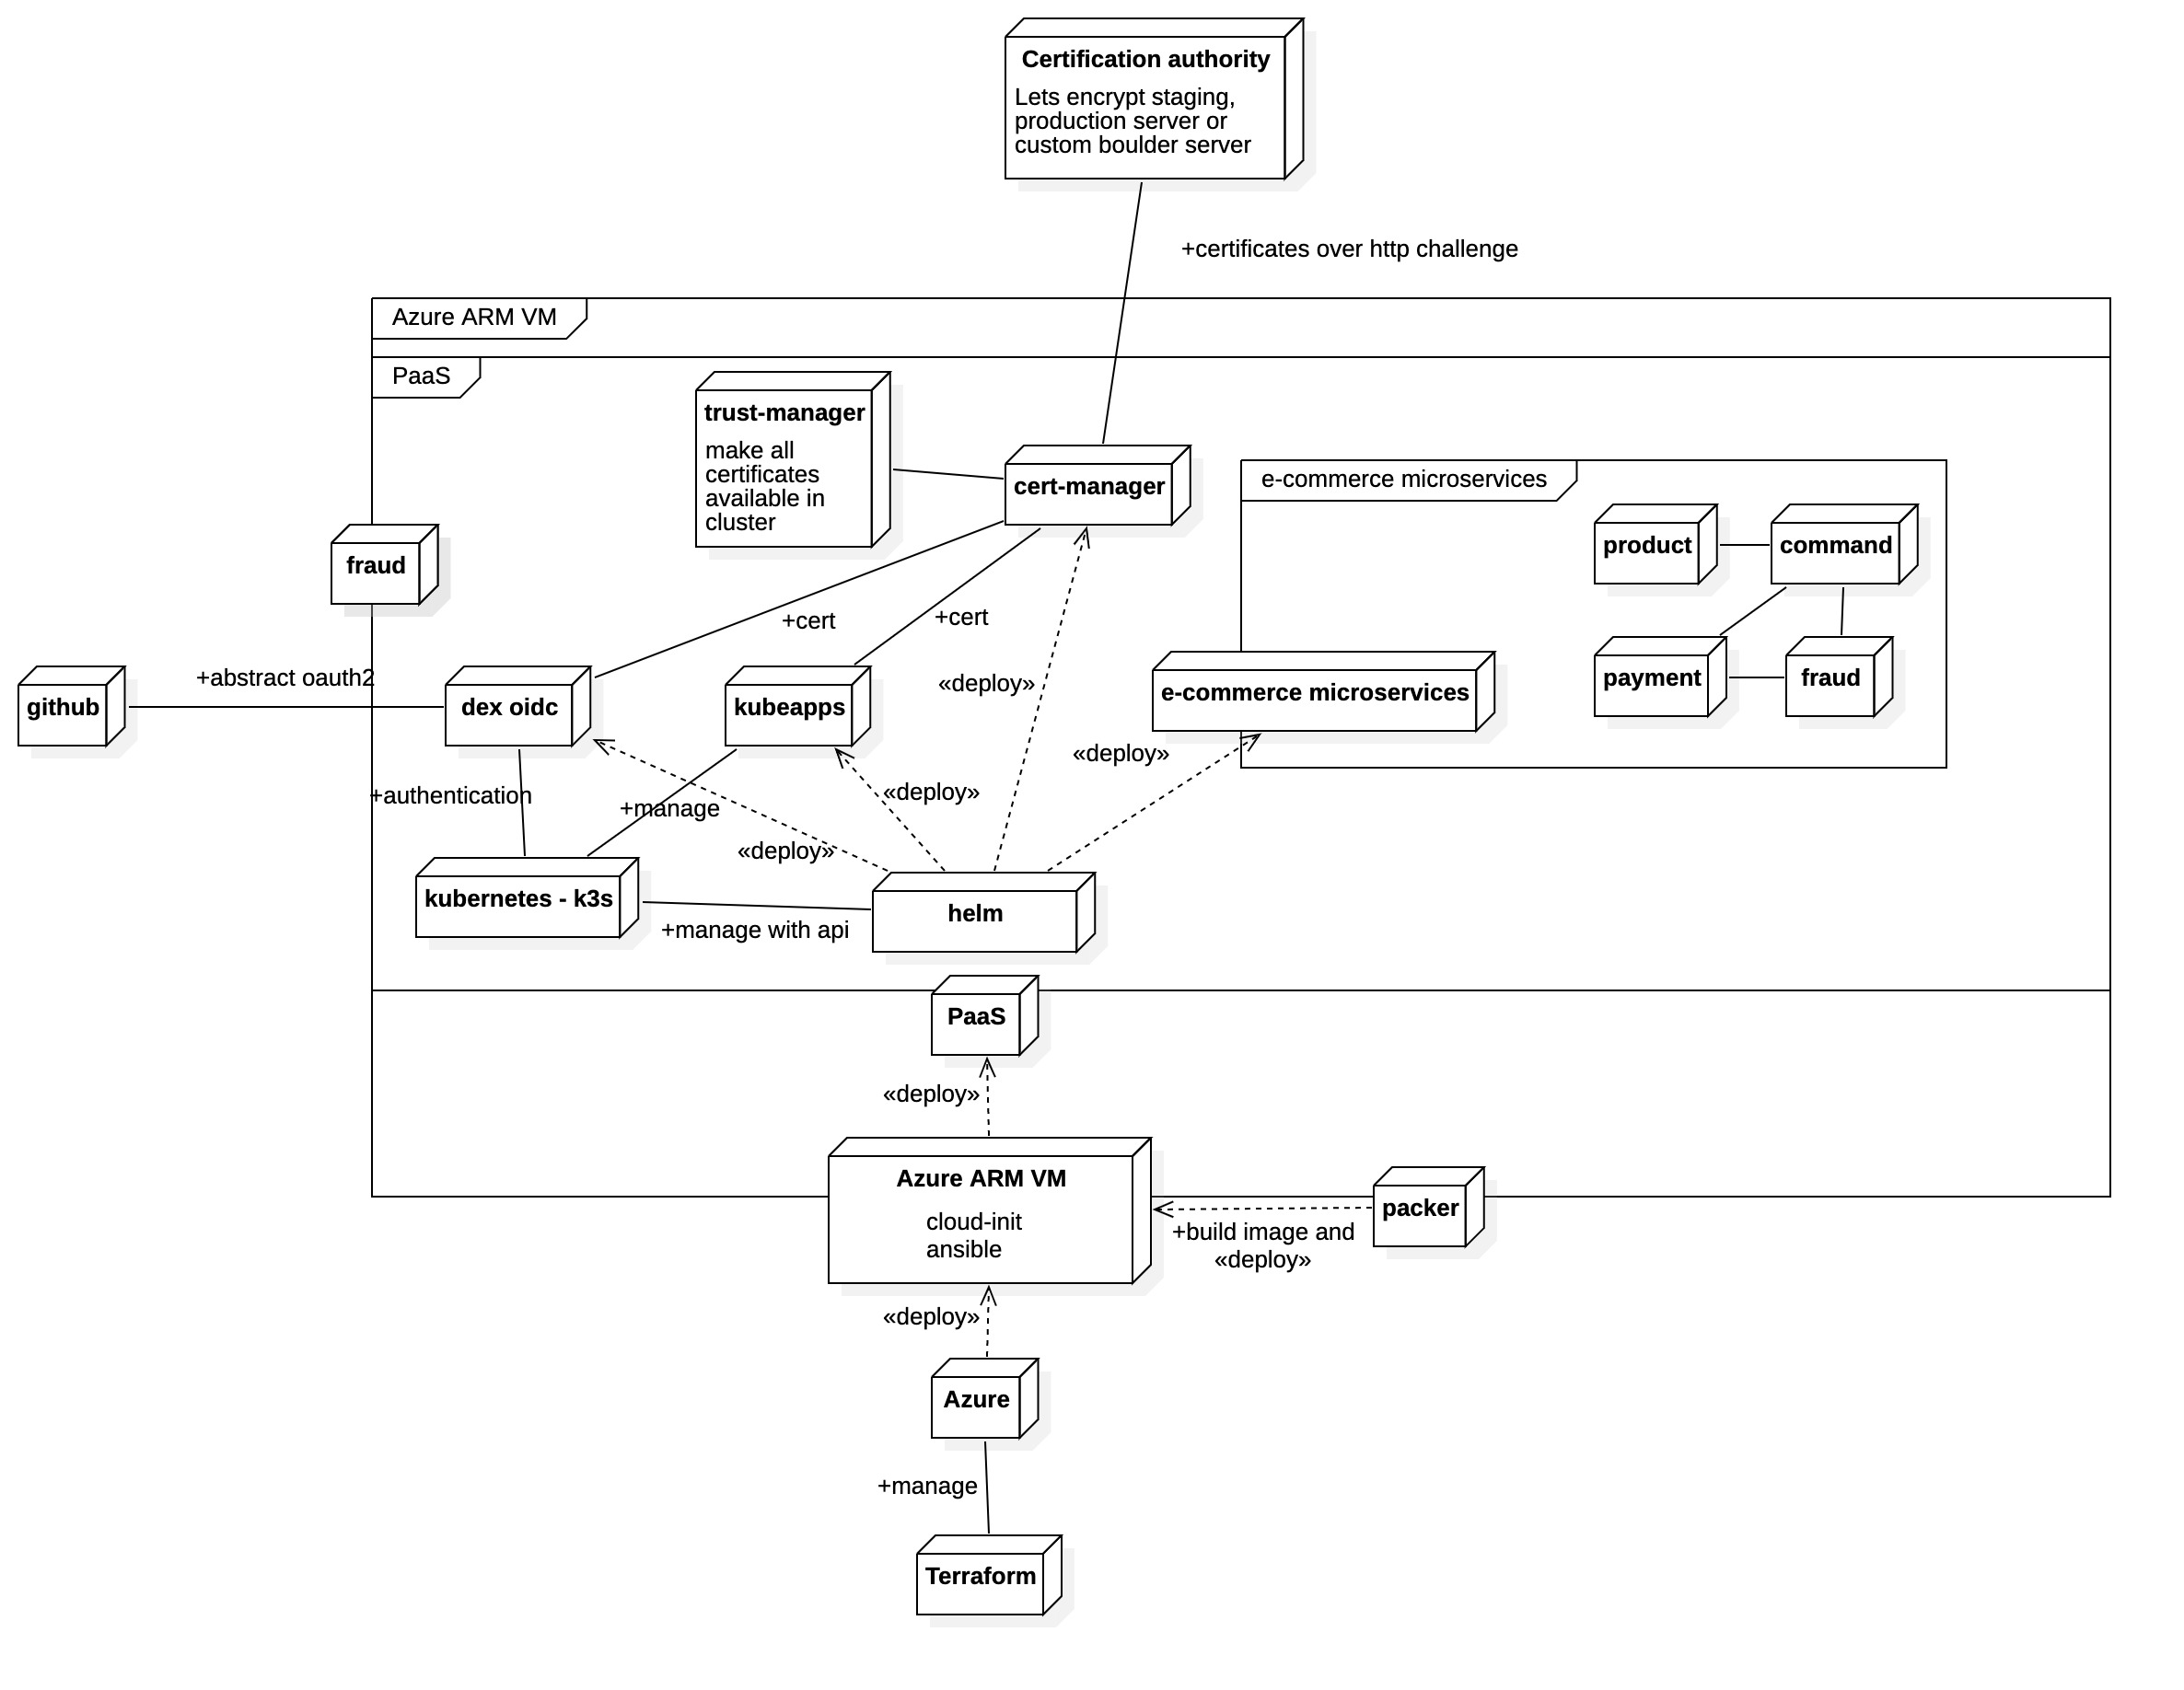 Certification authority
Lets encrypt staging,
production server or
custom boulder server
+certificates over http challenge
Azure ARM VM
PaaS
trust-manager
make all
certificates
available in
cluster
cert-manager
e-commerce microservices
product
command
fraud
+cert
+cert
payment
fraud
github
+abstract oauth2
dex oidc
kubeapps
«deploy»
e-commerce microservices
«deploy»
+authentication
+manage
«deploy»
«deploy»
kubernetes - k3s
+manage with api
helm
PaaS
«deploy»
Azure ARM VM
cloud-init
ansible
packer
+build image and
«deploy»
«deploy»
Azure
+manage
Terraform